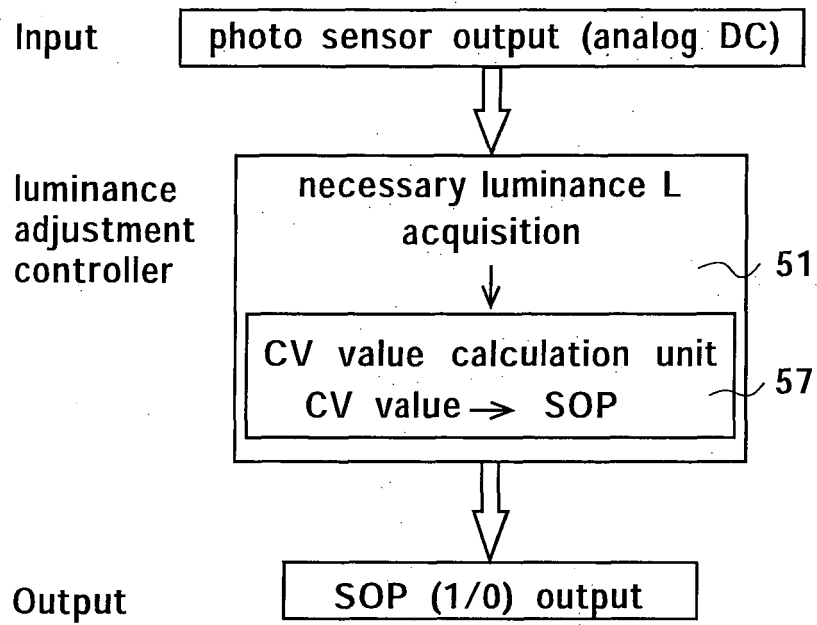 Input
photo sensor output (analog DC)
luminance
adjustment
controller
necessary luminance L
acquisition
51
CV value calculation unit
CV value → SOP
57
Output
SOP (1/0) output